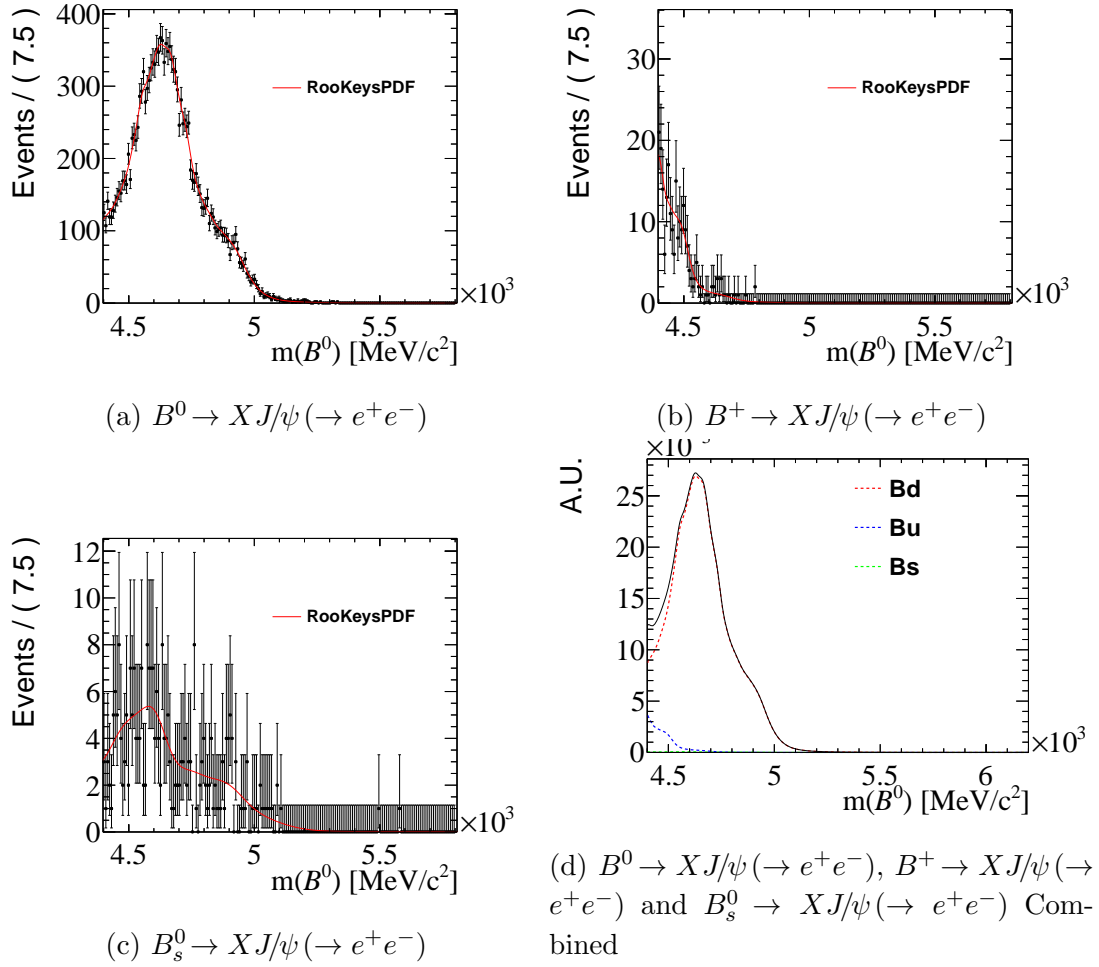 Events / ( 7.5 )
400
300
200
100
0
RooKeysPDF
4.5 5 5.5
×10³
m(B⁰) [MeV/c²]
(a) B⁰ → XJ/ψ (→ e⁺e⁻)
Events / ( 7.5 )
30
20
10
0
RooKeysPDF
4.5 5 5.5
×10³
m(B⁰) [MeV/c²]
(b) B⁺ → XJ/ψ (→ e⁺e⁻)
Events / ( 7.5 )
12
10
8
6
4
2
0
RooKeysPDF
4.5 5 5.5
×10³
m(B⁰) [MeV/c²]
(c) B⁰ₛ → XJ/ψ (→ e⁺e⁻)
A.U.
25
20
15
10
5
0
Bd
Bu
Bs
4.5 5 5.5 6
×10³
m(B⁰) [MeV/c²]
(d) B⁰ → XJ/ψ (→ e⁺e⁻), B⁺ → XJ/ψ (→
e⁺e⁻) and B⁰ₛ → XJ/ψ (→ e⁺e⁻) Com-
bined